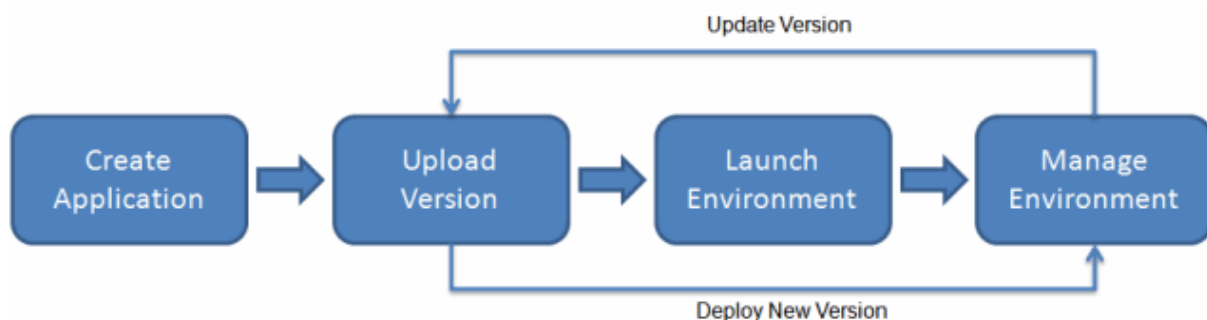 Update Version
Create
Application
Upload
Version
Launch
Environment
Manage
Environment
Deploy New Version